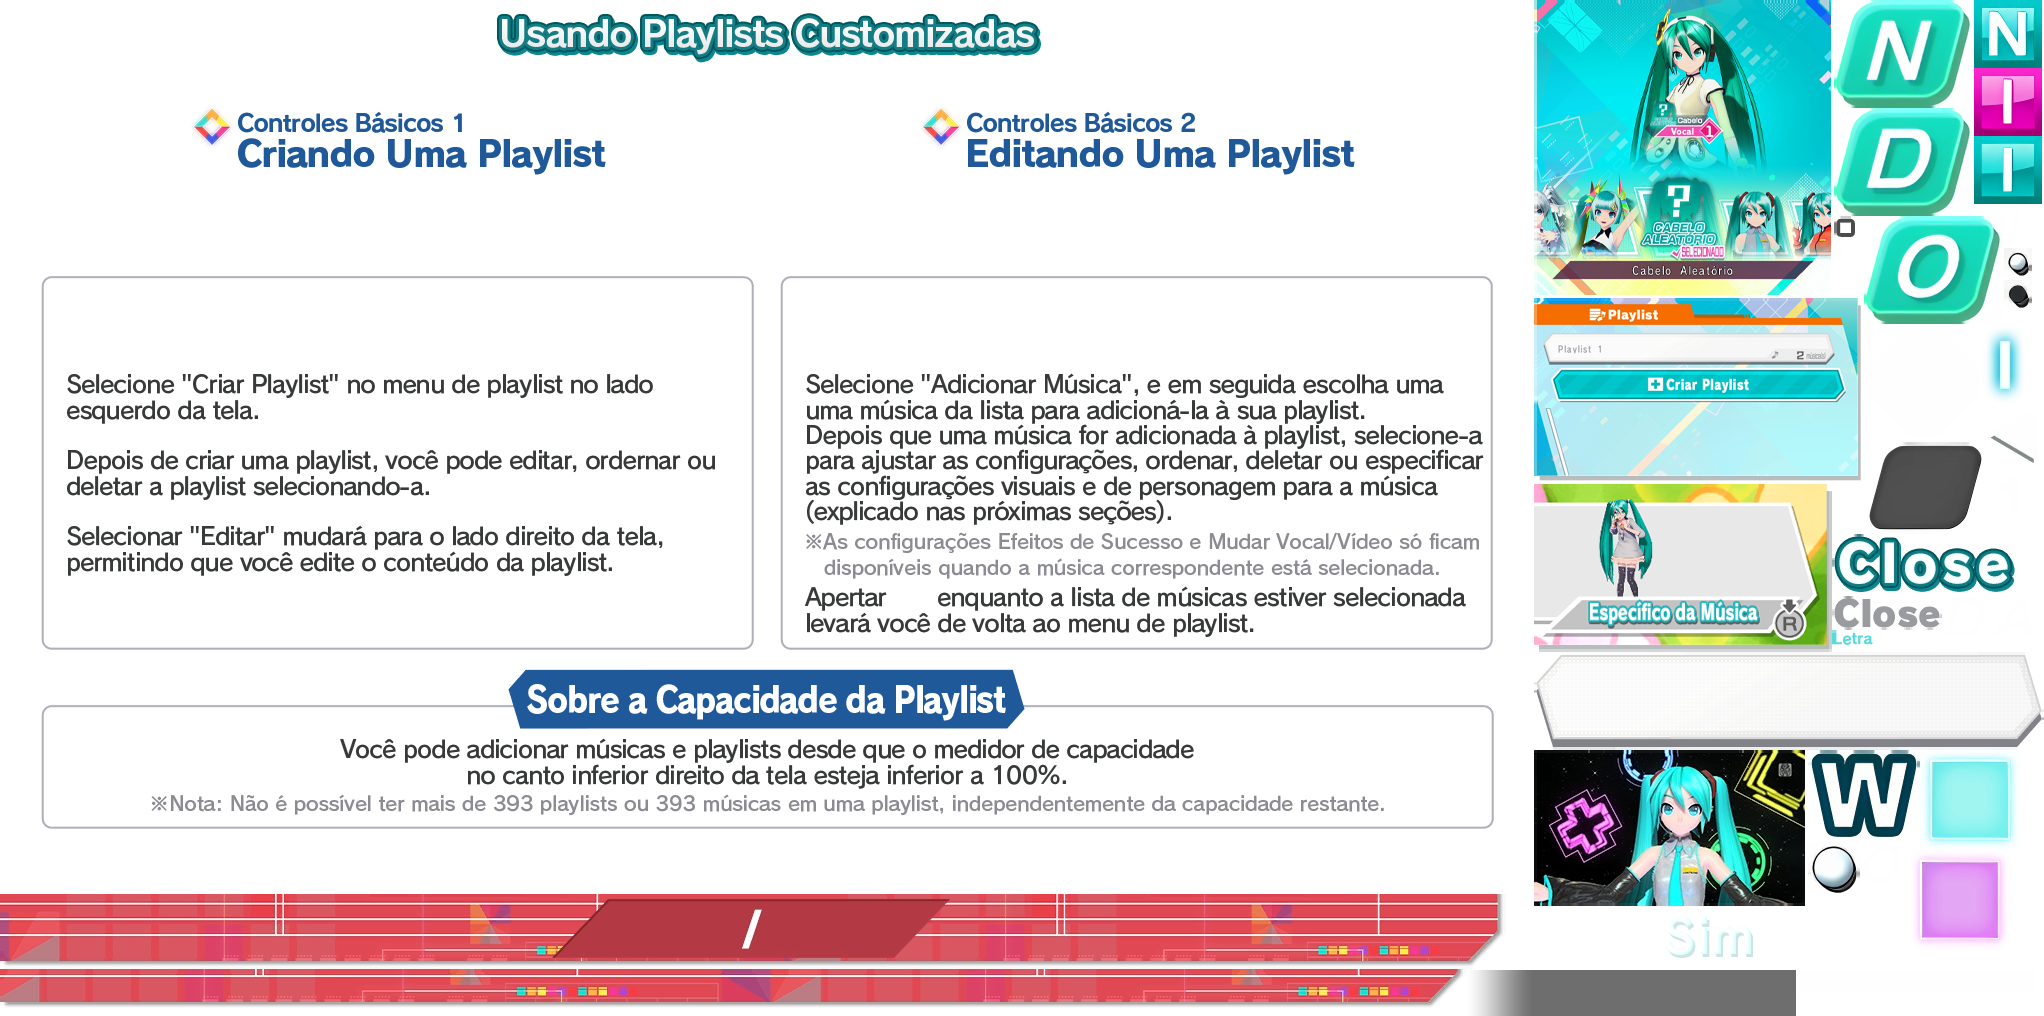 Usando Playlists Customizadas
Controles Básicos 1
Criando Uma Playlist
Controles Básicos 2
Editando Uma Playlist
Selecione "Criar Playlist" no menu de playlist no lado
esquerdo da tela.
Depois de criar uma playlist, você pode editar, ordernar ou
deletar a playlist selecionando-a.
Selecionar "Editar" mudará para o lado direito da tela,
permitindo que você edite o conteúdo da playlist.
Selecione "Adicionar Música", e em seguida escolha uma
uma música da lista para adicioná-la à sua playlist.
Depois que uma música for adicionada à playlist, selecione-a
para ajustar as configurações, ordenar, deletar ou especificar
as configurações visuais e de personagem para a música
(explicado nas próximas seções).
※As configurações Efeitos de Sucesso e Mudar Vocal/Vídeo só ficam
disponíveis quando a música correspondente está selecionada.
Apertar enquanto a lista de músicas estiver selecionada
levará você de volta ao menu de playlist.
Sobre a Capacidade da Playlist
Você pode adicionar músicas e playlists desde que o medidor de capacidade
no canto inferior direito da tela esteja inferior a 100%.
※Nota: Não é possível ter mais de 393 playlists ou 393 músicas em uma playlist, independentemente da capacidade restante.
/
?
Cabelo
Vocal 1
?
CABELO
ALEATÓRIO
SELECIONADO
Cabelo Aleatório
N
D
O
N
I
I
I
Playlist
Playlist 1
2 música(s)
Criar Playlist
Específico da Música
R
Close
Close
Letra
W
Sim